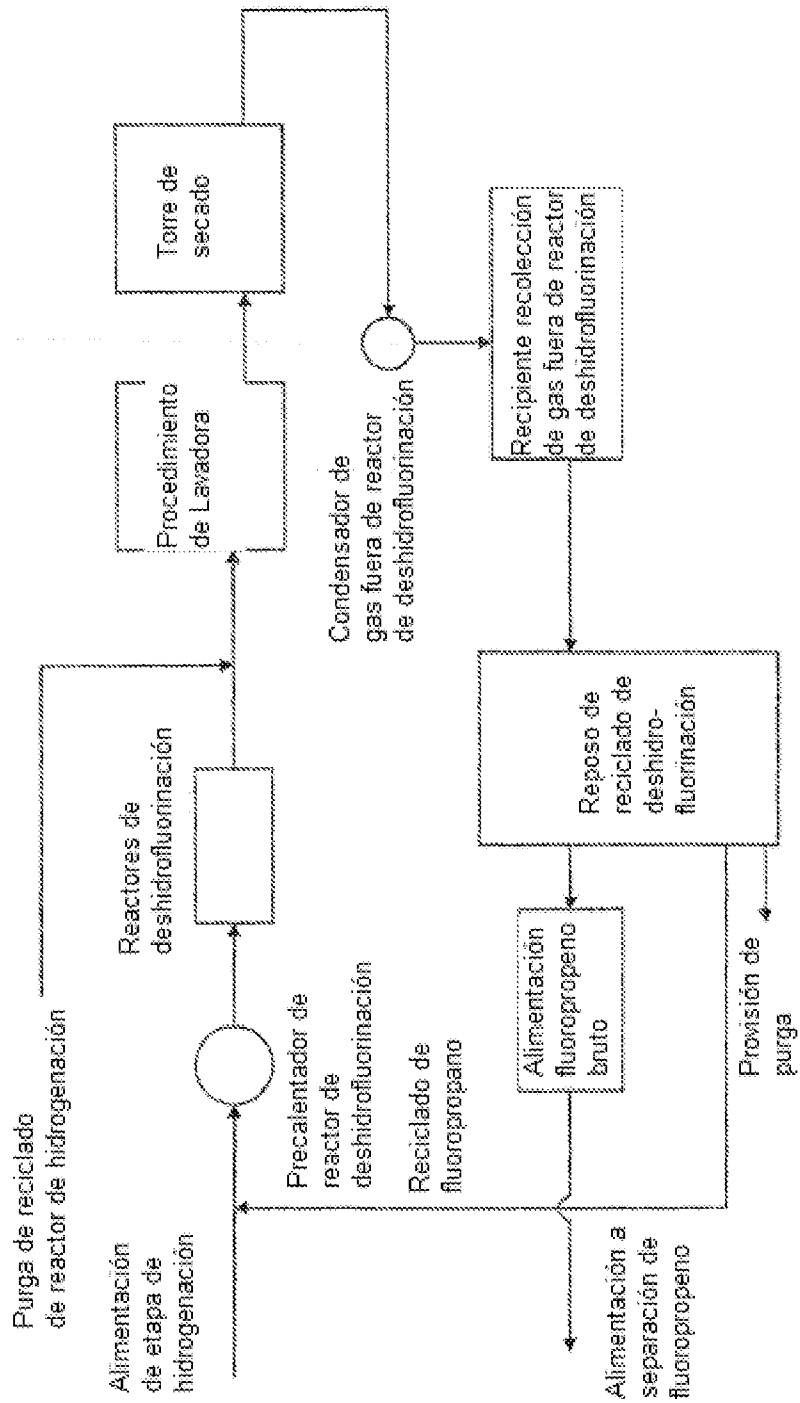 Purga de reciclado
de reactor de hidrogenación
Alimentación
de etapa de
hidrogenación
Precalentador de
reactor de
deshidrofluorinación
Reactores de
deshidrofluorinación
Procedimiento
de Lavadora
Torre de
secado
Condensador de
gas fuera de reactor
de deshidrofluorinación
Recipiente recolección
de gas fuera de reactor
de deshidrofluorinación
Reposo de
reciclado de
deshidro-
fluorinación
Reciclado de
fluoropropano
Alimentación
fluoropropeno
bruto
Provisión de
purga
Alimentación a
separación de
fluoropropeno